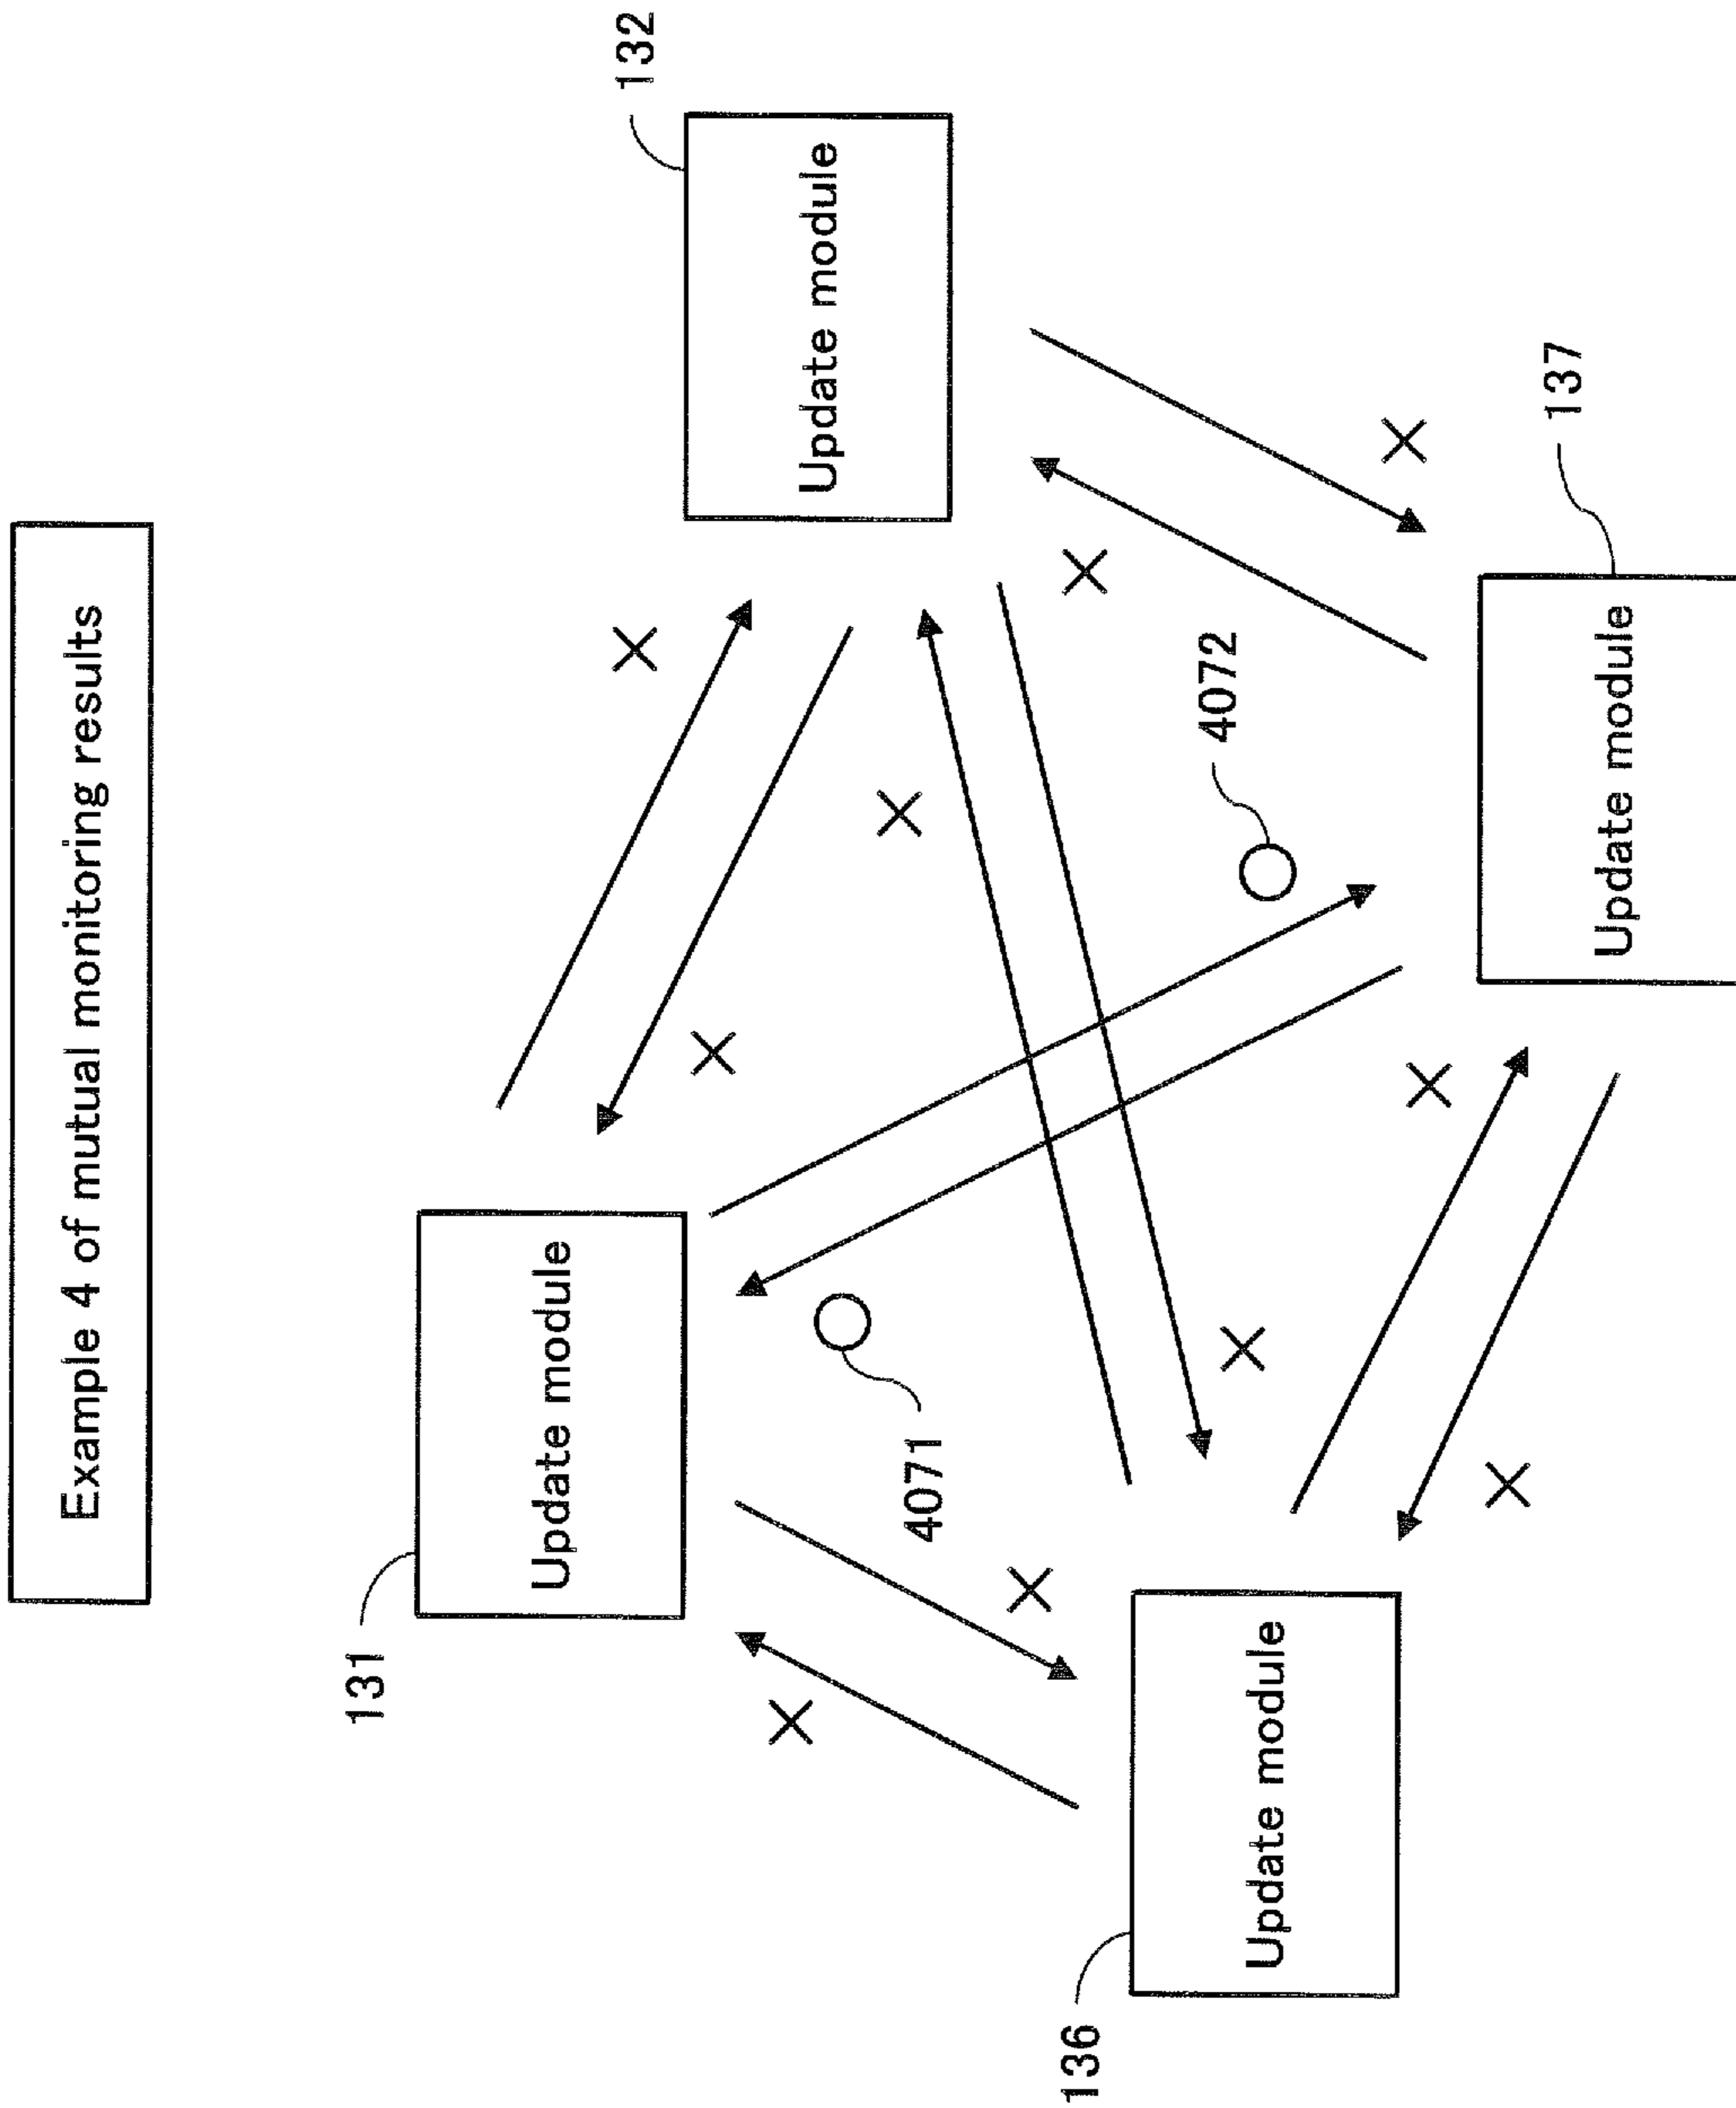 Example 4 of mutual monitoring results
131
Update module
132
Update module
4071
4072
136
Update module
137
Update module